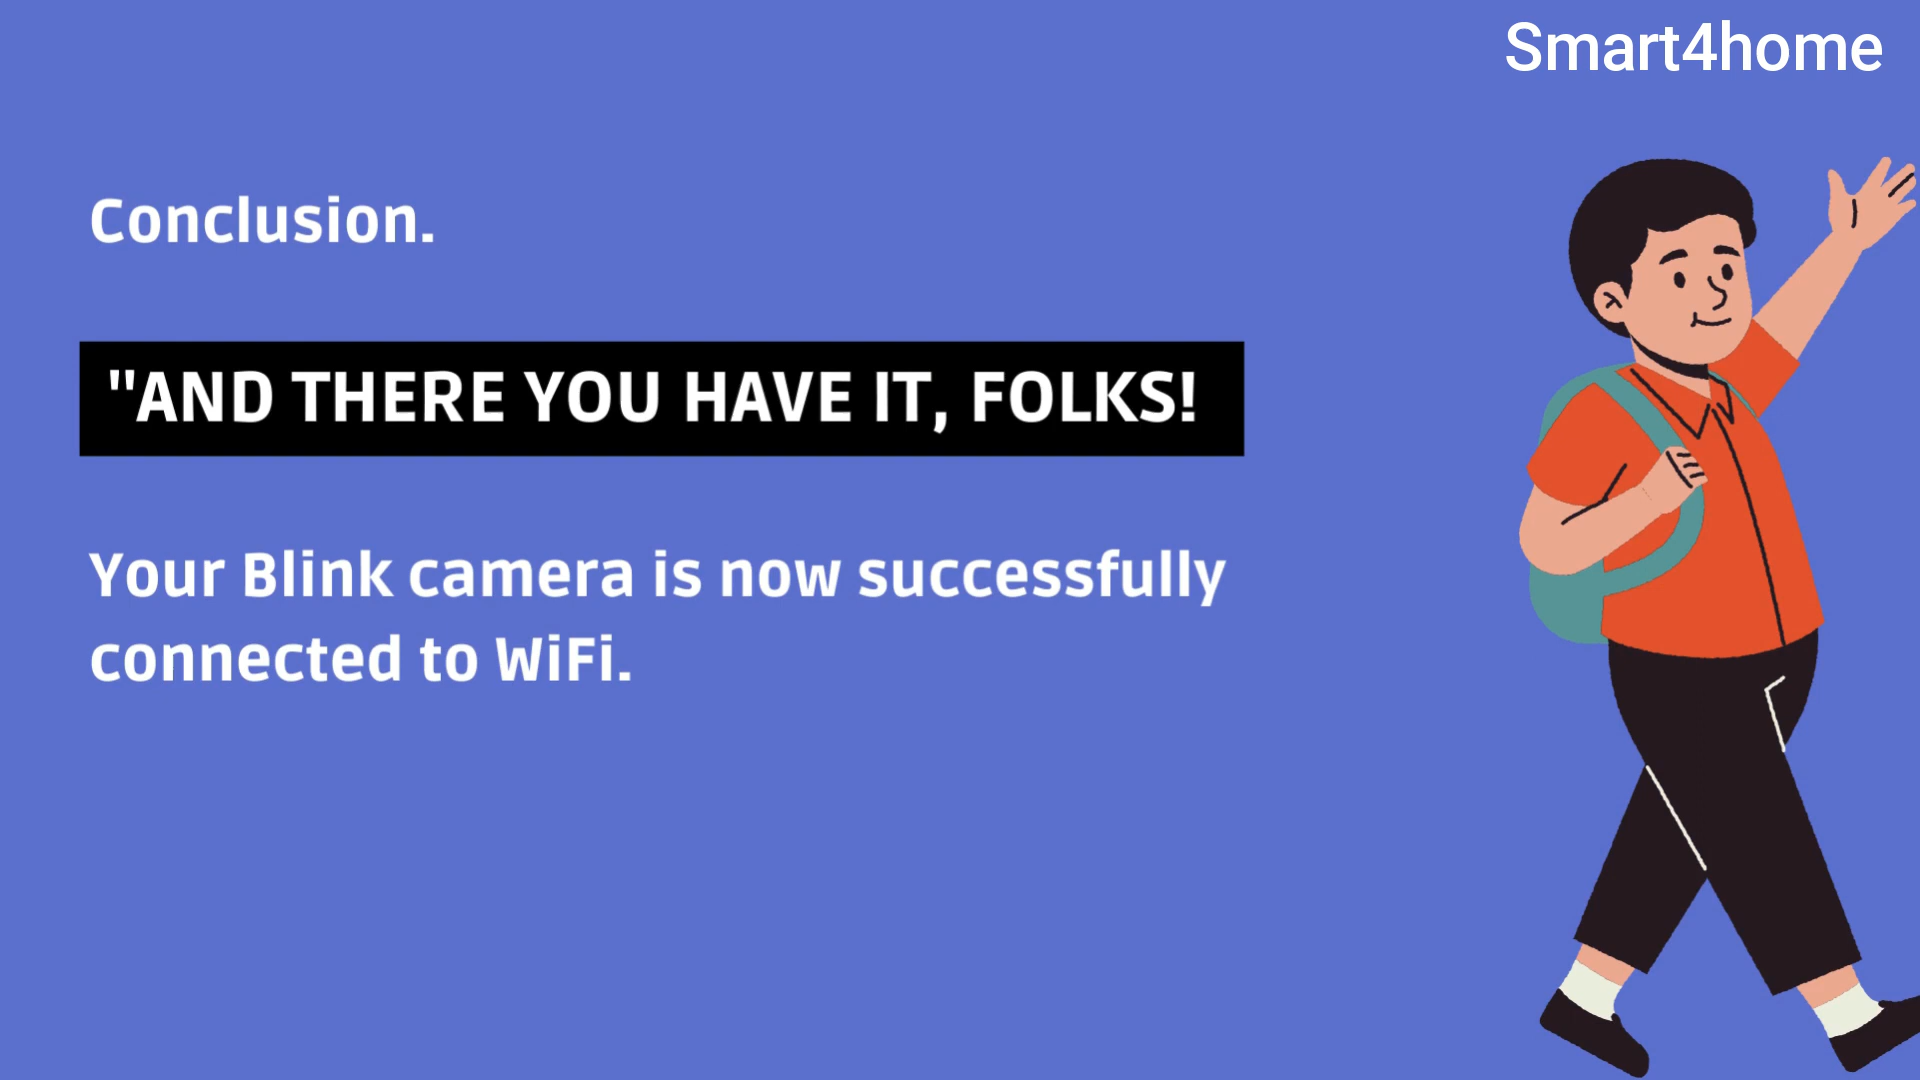 Smart4home
Conclusion.
"AND THERE YOU HAVE IT, FOLKS!
Your Blink camera is now successfully
connected to WiFi.